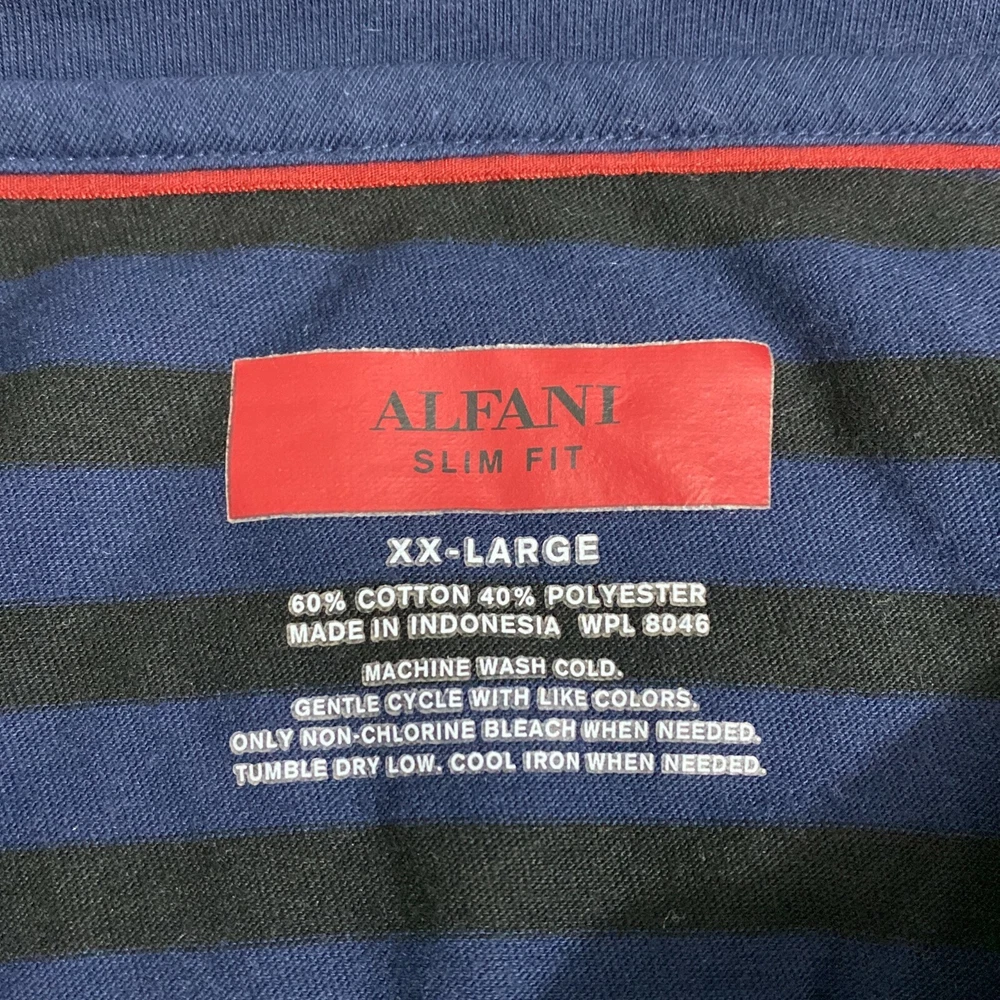 ALFANI
SLIM FIT
XX-LARGE
60% COTTON 40% POLYESTER
MADE IN INDONESIA WPL 8046
MACHINE WASH COLD.
GENTLE CYCLE WITH LIKE COLORS.
ONLY NON-CHLORINE BLEACH WHEN NEEDED.
TUMBLE DRY LOW. COOL IRON WHEN NEEDED.